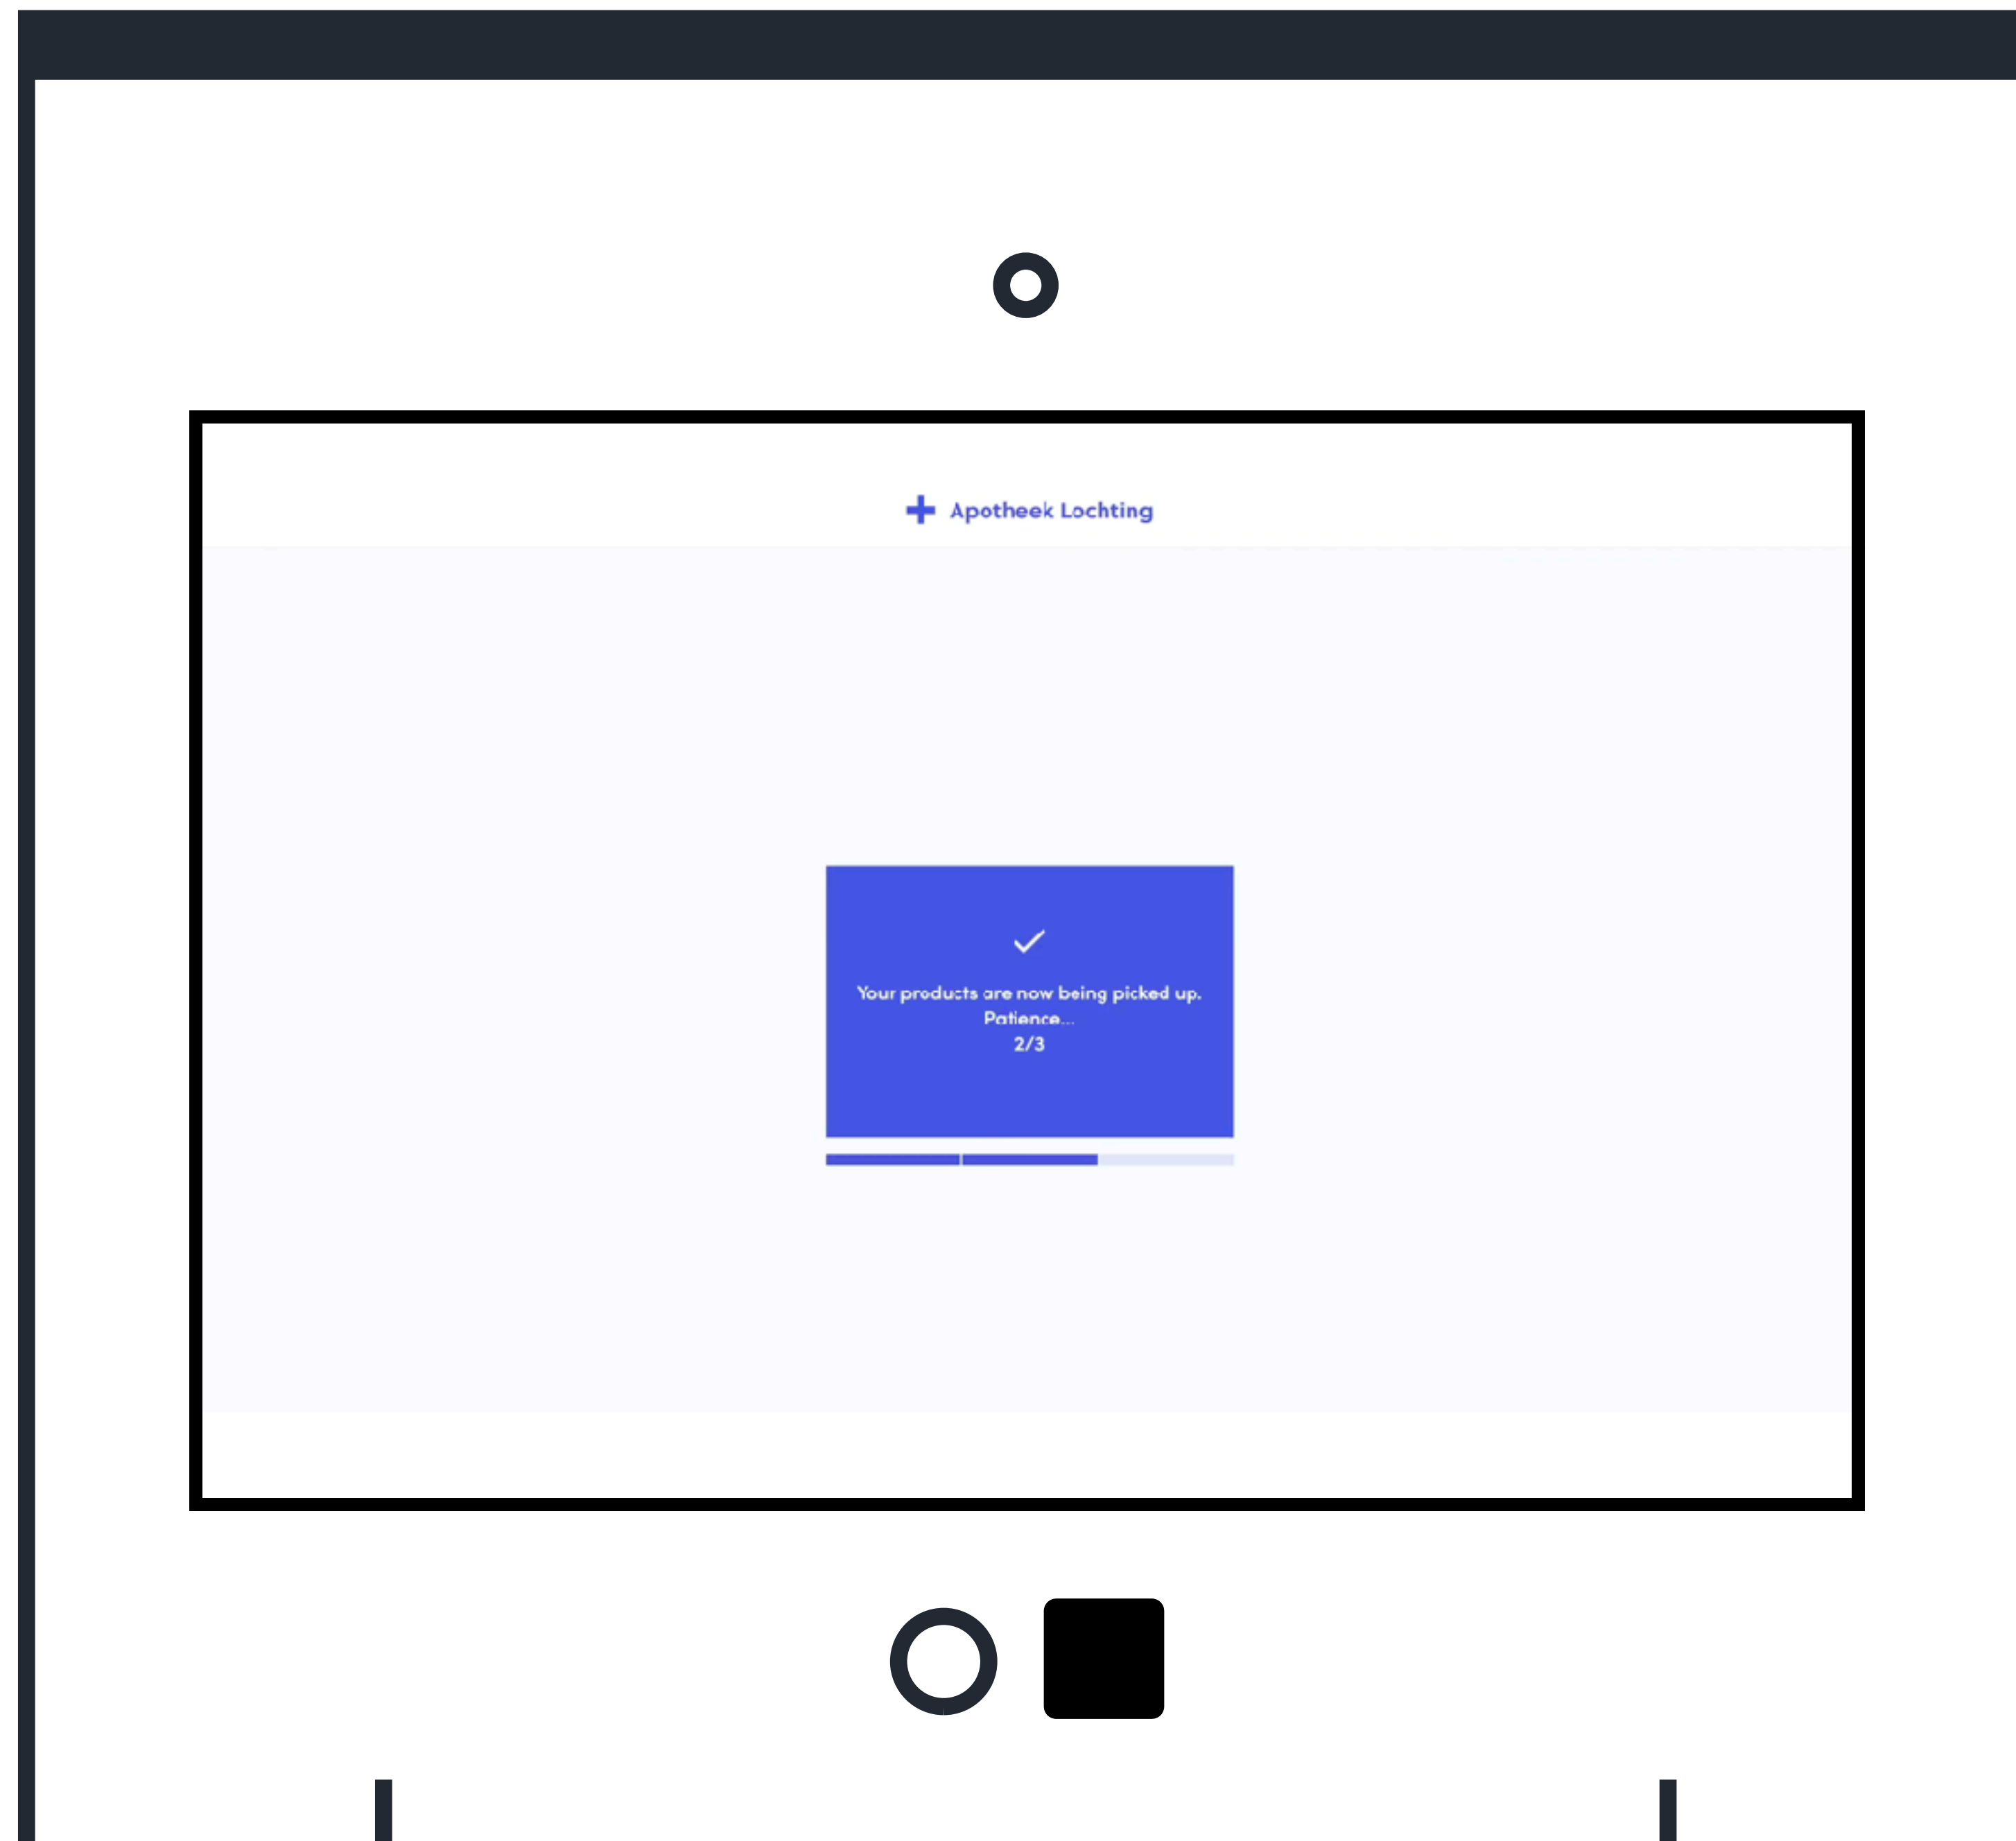 Apotheek Lochting
Your products are now being picked up.
Patience...
2/3